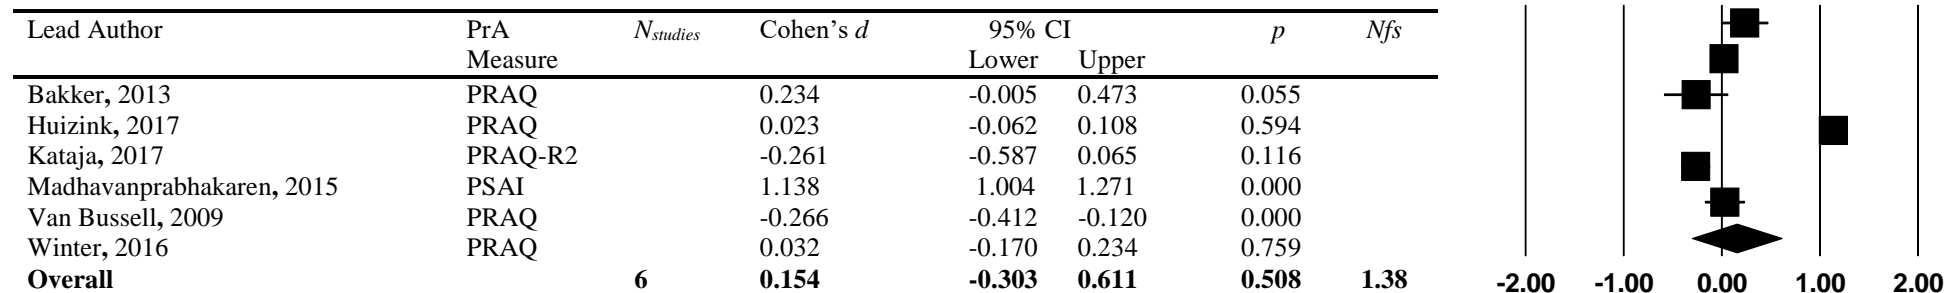 Lead Author PrA Nstudies Cohen's d 95% CI p Nfs
Measure Lower Upper
Bakker, 2013 PRAQ 0.234 -0.005 0.473 0.055
Huizink, 2017 PRAQ 0.023 -0.062 0.108 0.594
Kataja, 2017 PRAQ-R2 -0.261 -0.587 0.065 0.116
Madhavanprabhakaren, 2015 PSAI 1.138 1.004 1.271 0.000
Van Bussell, 2009 PRAQ -0.266 -0.412 -0.120 0.000
Winter, 2016 PRAQ 0.032 -0.170 0.234 0.759
Overall 6 0.154 -0.303 0.611 0.508 1.38
-2.00 -1.00 0.00 1.00 2.00